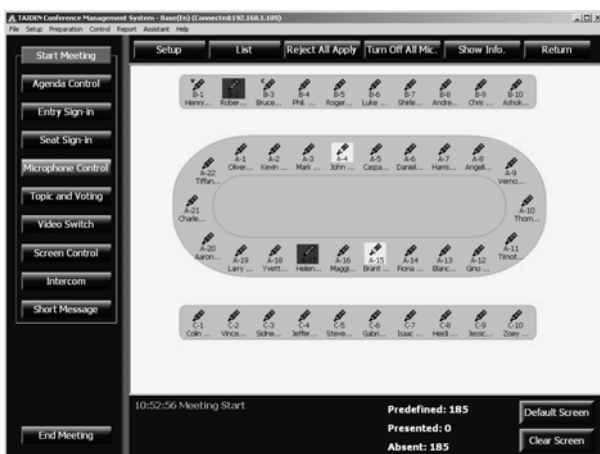 TAIDEN Conference Management System - Base(En) (Connected:192.168.1.109)
File Setup Preparation Control Report Assistant Help
Start Meeting
Setup List Reject All Apply Turn Off All Mic. Show Info. Return
Agenda Control
Entry Sign-in
Seat Sign-in
Microphone Control
Topic and Voting
Video Switch
Screen Control
Intercom
Short Message
V C
B-1 B-3 B-4 B-5 B-6 B-7 B-8 B-9 B-10
Henry... Rober... Bruce... Phil. ... Roger... Luke ... Shirle... Andre... Chris ... Ashok...
A-1 A-2 A-3 A-4 A-5 A-6 A-7 A-8
Oliver... Kevin ... Mark ... John ... Caspa... Daniel... Harris... Angeli...
A-22 A-9
Tiffan... Verno...
A-21 A-10
Charle... Thom...
A-20 A-11
Aaron... Timot...
A-19 A-18 A-17 A-16 A-15 A-14 A-13 A-12
Larry ... Yvett... Helen... Maggi... Brant ... Fiona ... Blanc... Gino ...
C-1 C-2 C-3 C-4 C-5 C-6 C-7 C-8 C-9 C-10
Colin ... Vince... Sidne... Jeffer... Steve... Gabri... Isaac ... Heidi ... Jessic... Zoey ...
10:52:56 Meeting Start
Predefined: 185
Presented: 0
Absent: 185
Default Screen
Clear Screen
End Meeting